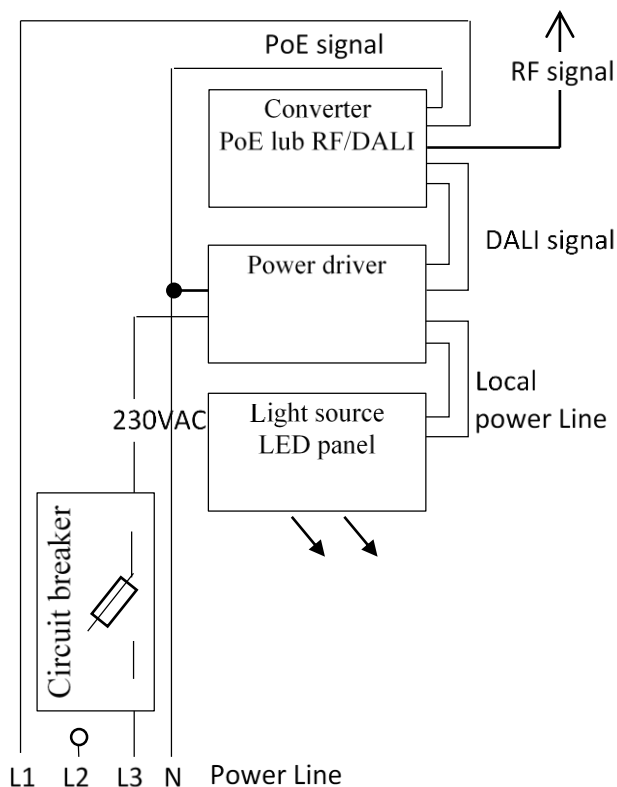 PoE signal
RF signal
Converter
PoE lub RF/DALI
DALI signal
Power driver
Local
power Line
230VAC
Light source
LED panel
Circuit breaker
L1 L2 L3 N Power Line